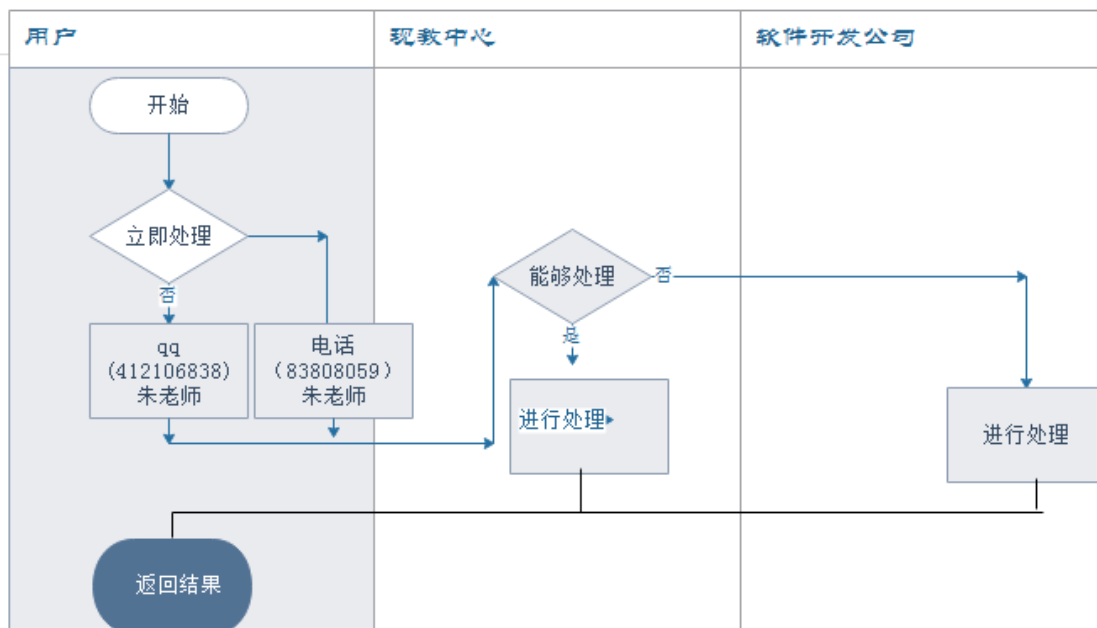 用户
现教中心
软件开发公司
开始
立即处理
否
qq
(412106838)
朱老师
电话
（83808059）
朱老师
能够处理
否
是
进行处理
进行处理
返回结果